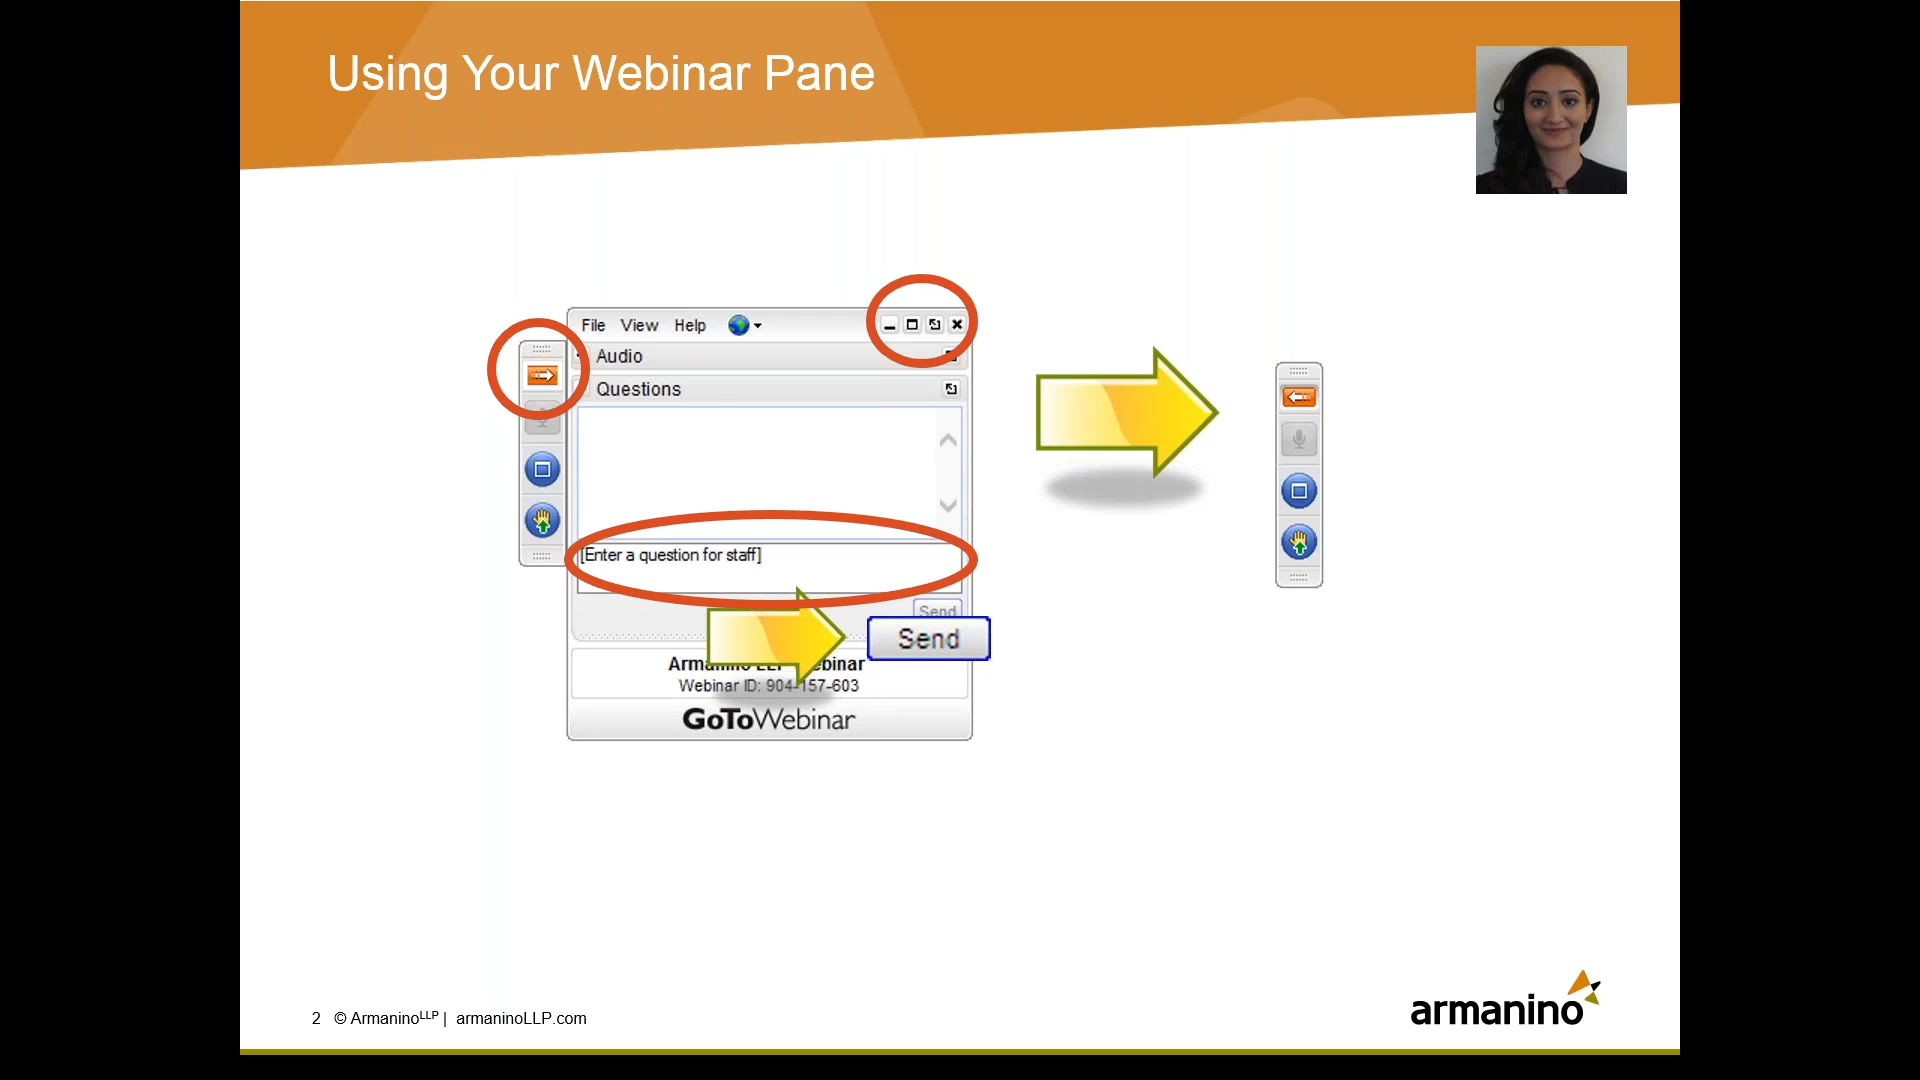 Using Your Webinar Pane
File View Help
Audio
Questions
[Enter a question for staff]
Send
Send
Armanino LLP Webinar
Webinar ID: 904-157-603
GoToWebinar
2 © ArmaninoLLP | armaninoLLP.com
armanino